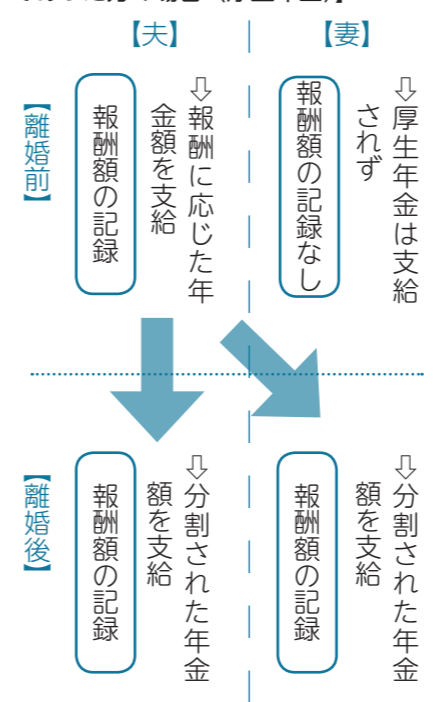 【夫】
【妻】
【離婚前】
報酬額の記録
⇩報酬に応じた年
金額を支給
報酬額の記録なし
⇩厚生年金は支給
されず
【離婚後】
報酬額の記録
⇩分割された年金
額を支給
報酬額の記録
⇩分割された年金
額を支給